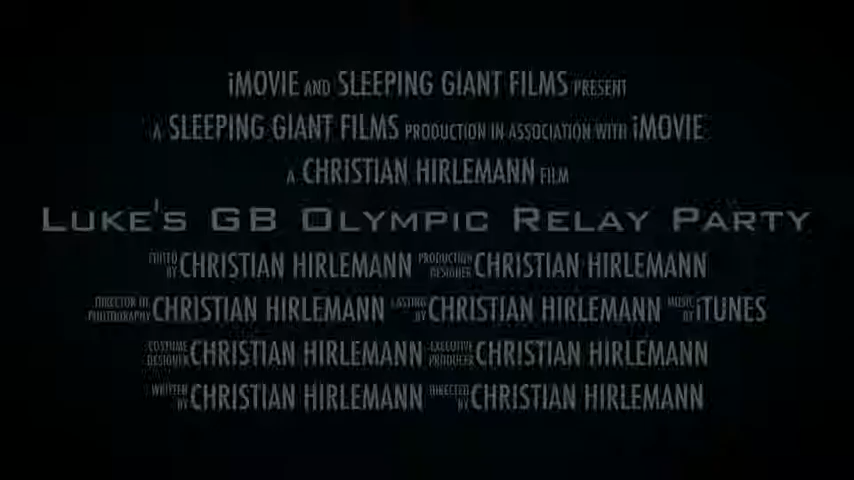 iMOVIE AND SLEEPING GIANT FILMS PRESENT
A SLEEPING GIANT FILMS PRODUCTION IN ASSOCIATION WITH iMOVIE
A CHRISTIAN HIRLEMANN FILM
LUKE'S GB OLYMPIC RELAY PARTY
EDITED BY CHRISTIAN HIRLEMANN PRODUCTION DESIGNER CHRISTIAN HIRLEMANN
DIRECTOR OF PHOTOGRAPHY CHRISTIAN HIRLEMANN CASTING BY CHRISTIAN HIRLEMANN MUSIC BY iTUNES
COSTUME DESIGNER CHRISTIAN HIRLEMANN EXECUTIVE PRODUCER CHRISTIAN HIRLEMANN
WRITTEN BY CHRISTIAN HIRLEMANN DIRECTED BY CHRISTIAN HIRLEMANN